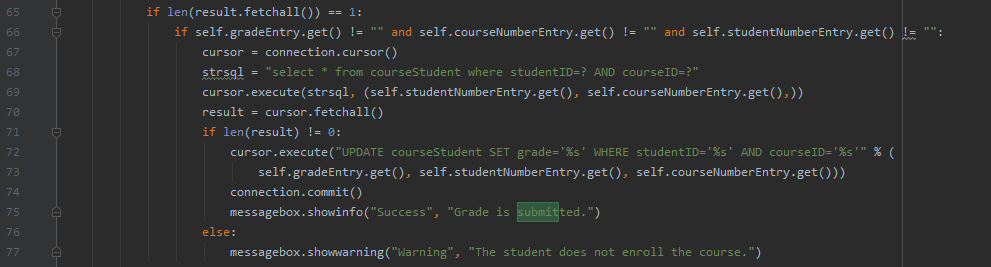 65 if len(result.fetchall()) == 1:
66 if self.gradeEntry.get() != "" and self.courseNumberEntry.get() != "" and self.studentNumberEntry.get() != "":
67 cursor = connection.cursor()
68 strsql = "select * from courseStudent where studentID=? AND courseID=?"
69 cursor.execute(strsql, (self.studentNumberEntry.get(), self.courseNumberEntry.get(),))
70 result = cursor.fetchall()
71 if len(result) != 0:
72 cursor.execute("UPDATE courseStudent SET grade='%s' WHERE studentID='%s' AND courseID='%s'" % (
73 self.gradeEntry.get(), self.studentNumberEntry.get(), self.courseNumberEntry.get()))
74 connection.commit()
75 messagebox.showinfo("Success", "Grade is submitted.")
76 else:
77 messagebox.showwarning("Warning", "The student does not enroll the course.")